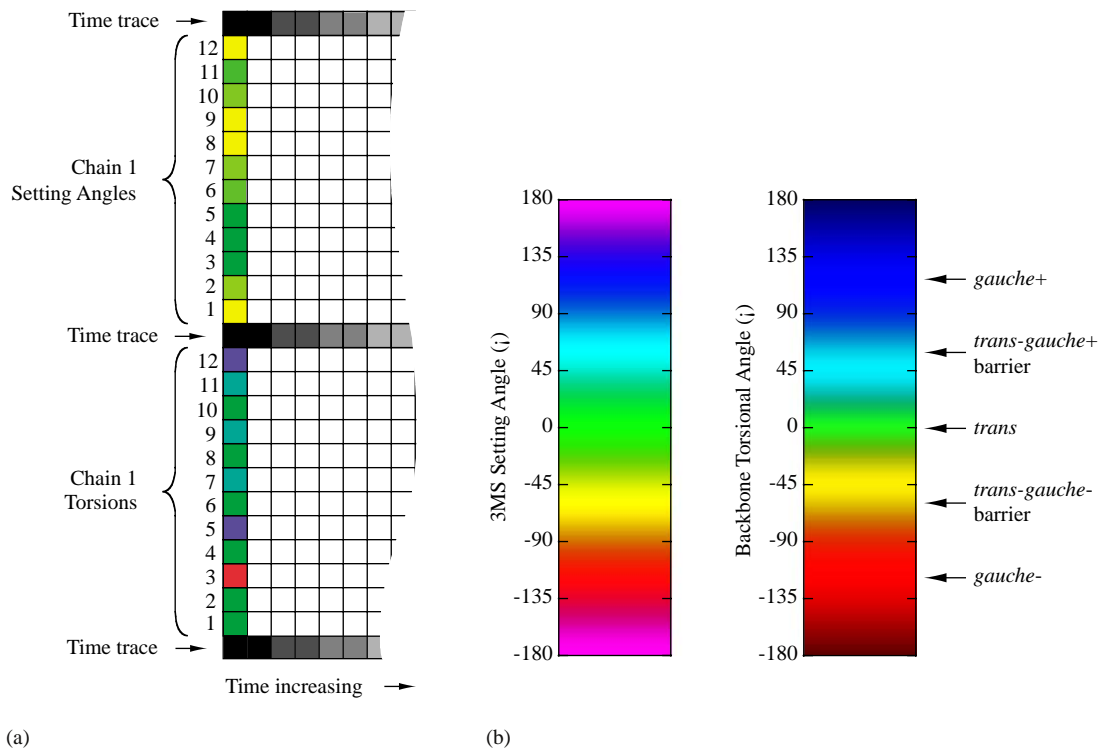 Time trace
12
11
10
9
8
7
6
5
4
3
2
1
Chain 1
Setting Angles
Time trace
12
11
10
9
8
7
6
5
4
3
2
1
Chain 1
Torsions
Time trace
Time increasing
(a)
3MS Setting Angle (¡)
180
135
90
45
0
-45
-90
-135
-180
Backbone Torsional Angle (¡)
180
135
90
45
0
-45
-90
-135
-180
gauche+
trans-gauche+
barrier
trans
trans-gauche-
barrier
gauche-
(b)